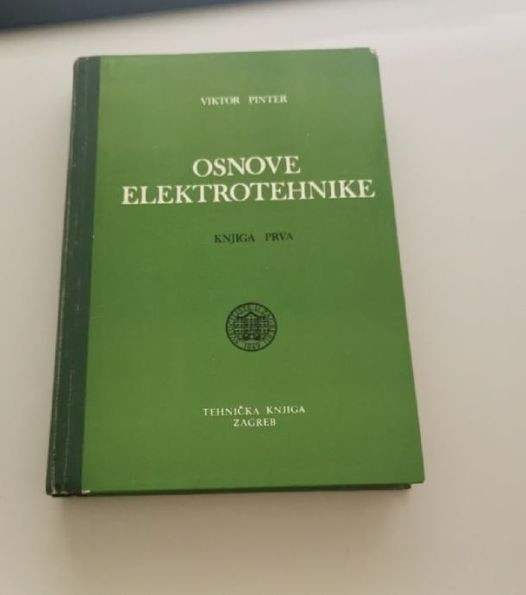 VIKTOR PINTER
OSNOVE
ELEKTROTEHNIKE
KNJIGA PRVA
TEHNIČKA KNJIGA
ZAGREB